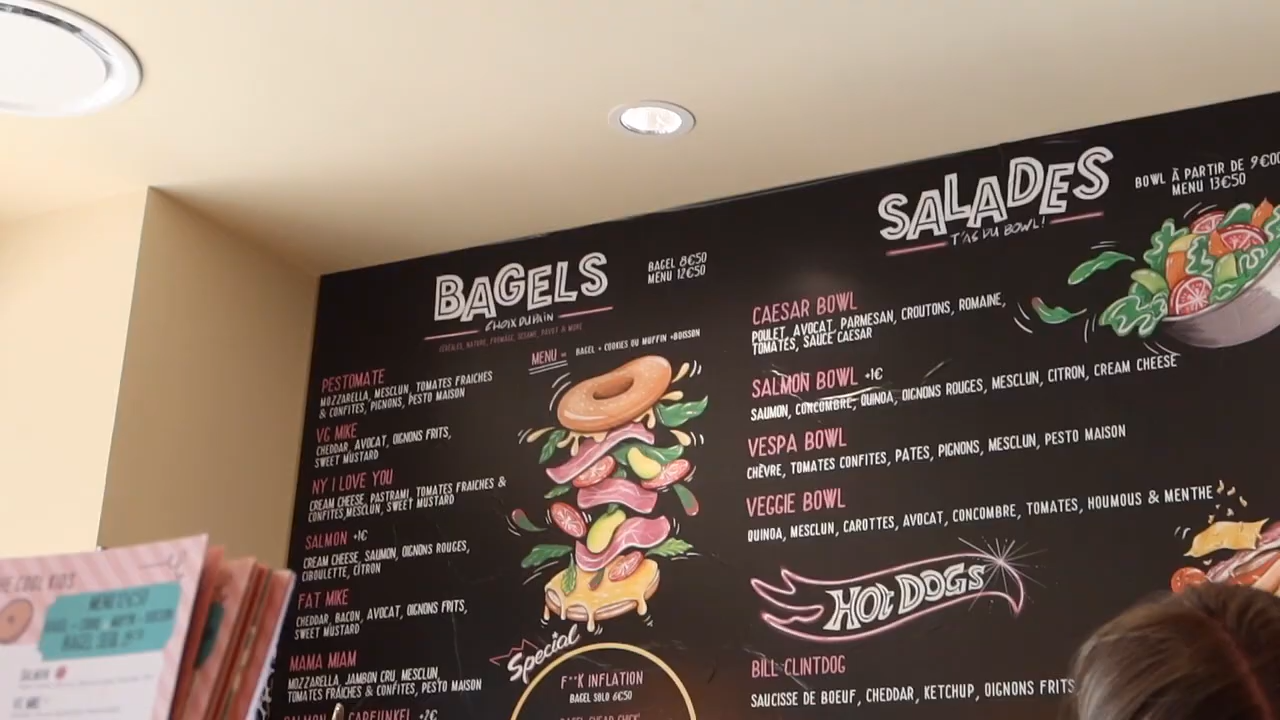 BAGELS
CHOIX DU PAIN
CÉRÉALES, NATURE, FROMAGE, SÉSAME, PAVOT & MORE
BAGEL 8€50
MENU 12€50
MENU = BAGEL + COOKIES OU MUFFIN +BOISSON
PESTOMATE
MOZZARELLA, MESCLUN, TOMATES FRAICHES
& CONFITES, PIGNONS, PESTO MAISON
VG MIKE
CHEDDAR, AVOCAT, OIGNONS FRITS,
SWEET MUSTARD
NY I LOVE YOU
CREAM CHEESE, PASTRAMI, TOMATES FRAICHES &
CONFITES,MESCLUN, SWEET MUSTARD
SALMON +1€
CREAM CHEESE, SAUMON, OIGNONS ROUGES,
CIBOULETTE, CITRON
FAT MIKE
CHEDDAR, BACON, AVOCAT, OIGNONS FRITS,
SWEET MUSTARD
MAMA MIAM
MOZZARELLA, JAMBON CRU, MESCLUN,
TOMATES FRAICHES & CONFITES, PESTO MAISON
SALMON GARFUNKEL +2€
Special
F**K INFLATION
BAGEL SOLO 6€50
SALADES
T'AS DU BOWL!
BOWL À PARTIR DE 9€00
MENU 13€50
CAESAR BOWL
POULET, AVOCAT, PARMESAN, CROUTONS, ROMAINE,
TOMATES, SAUCE CAESAR
SALMON BOWL +1€
SAUMON, CONCOMBRE, QUINOA, OIGNONS ROUGES, MESCLUN, CITRON, CREAM CHEESE
VESPA BOWL
CHÈVRE, TOMATES CONFITES, PATES, PIGNONS, MESCLUN, PESTO MAISON
VEGGIE BOWL
QUINOA, MESCLUN, CAROTTES, AVOCAT, CONCOMBRE, TOMATES, HOUMOUS & MENTHE
HOT DOGS
BILL CLINTDOG
SAUCISSE DE BOEUF, CHEDDAR, KETCHUP, OIGNONS FRITS
THE COOL KIDS